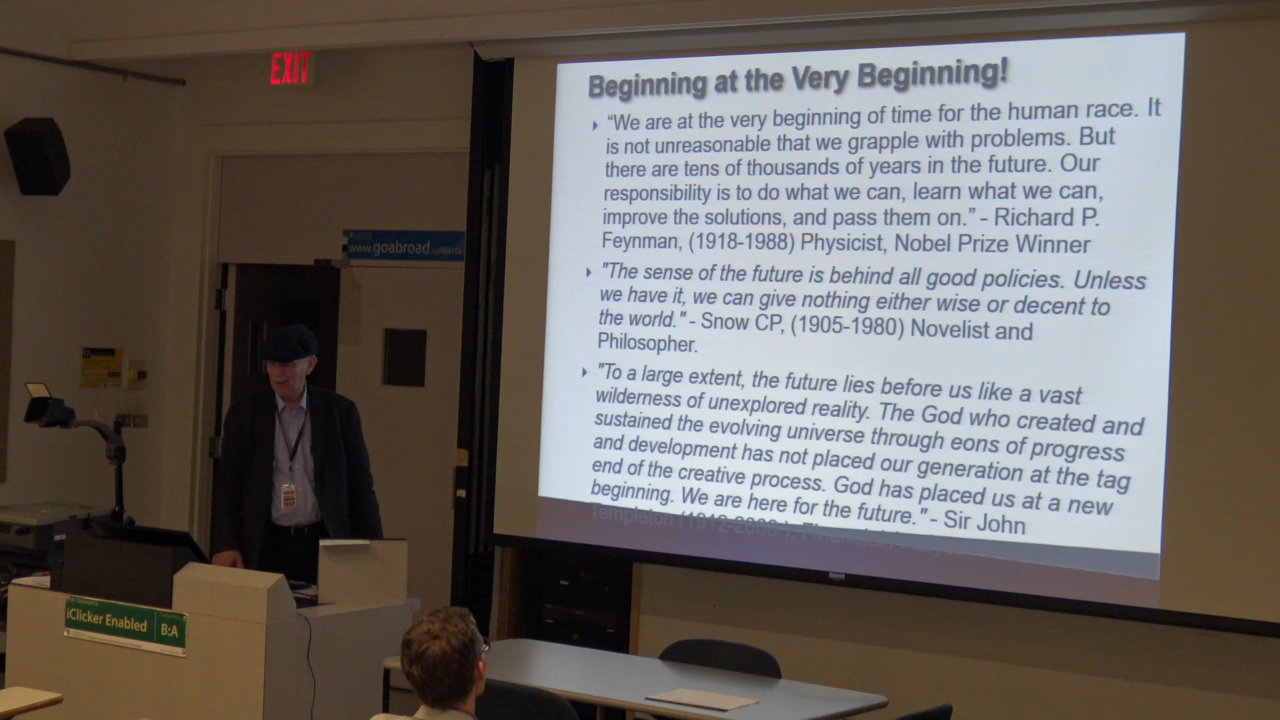 EXIT
www.goabroad.ualberta
iClicker Enabled
B:A
Beginning at the Very Beginning!
“We are at the very beginning of time for the human race. It
is not unreasonable that we grapple with problems. But
there are tens of thousands of years in the future. Our
responsibility is to do what we can, learn what we can,
improve the solutions, and pass them on.” - Richard P.
Feynman, (1918-1988) Physicist, Nobel Prize Winner
"The sense of the future is behind all good policies. Unless
we have it, we can give nothing either wise or decent to
the world." - Snow CP, (1905-1980) Novelist and
Philosopher.
"To a large extent, the future lies before us like a vast
wilderness of unexplored reality. The God who created and
sustained the evolving universe through eons of progress
and development has not placed our generation at the tag
end of the creative process. God has placed us at a new
beginning. We are here for the future." - Sir John
Templeton